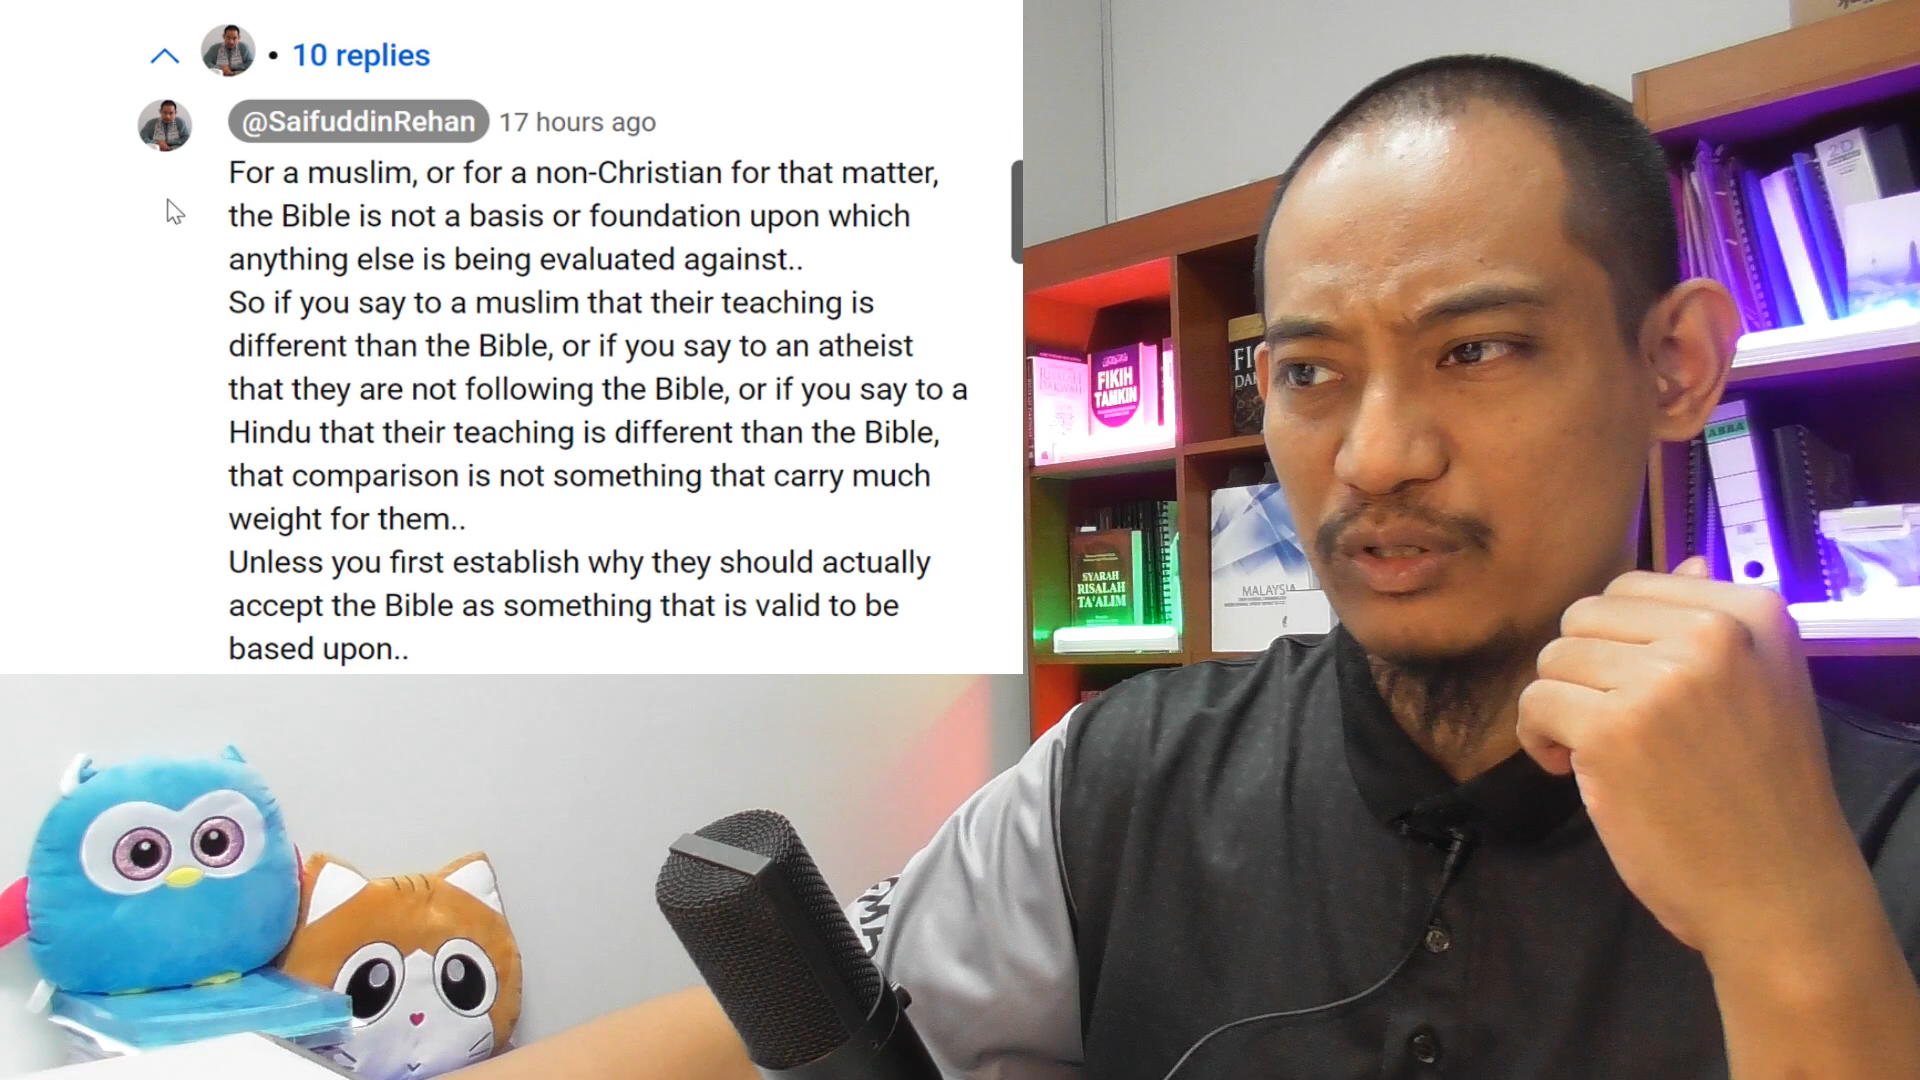 10 replies
@SaifuddinRehan 17 hours ago
For a muslim, or for a non-Christian for that matter,
the Bible is not a basis or foundation upon which
anything else is being evaluated against..
So if you say to a muslim that their teaching is
different than the Bible, or if you say to an atheist
that they are not following the Bible, or if you say to a
Hindu that their teaching is different than the Bible,
that comparison is not something that carry much
weight for them..
Unless you first establish why they should actually
accept the Bible as something that is valid to be
based upon..
2D
RISALAH
FIKIH
TAMKIN
ABBA
SYARAH
RISALAH
TA'ALIM
MALAYSIA